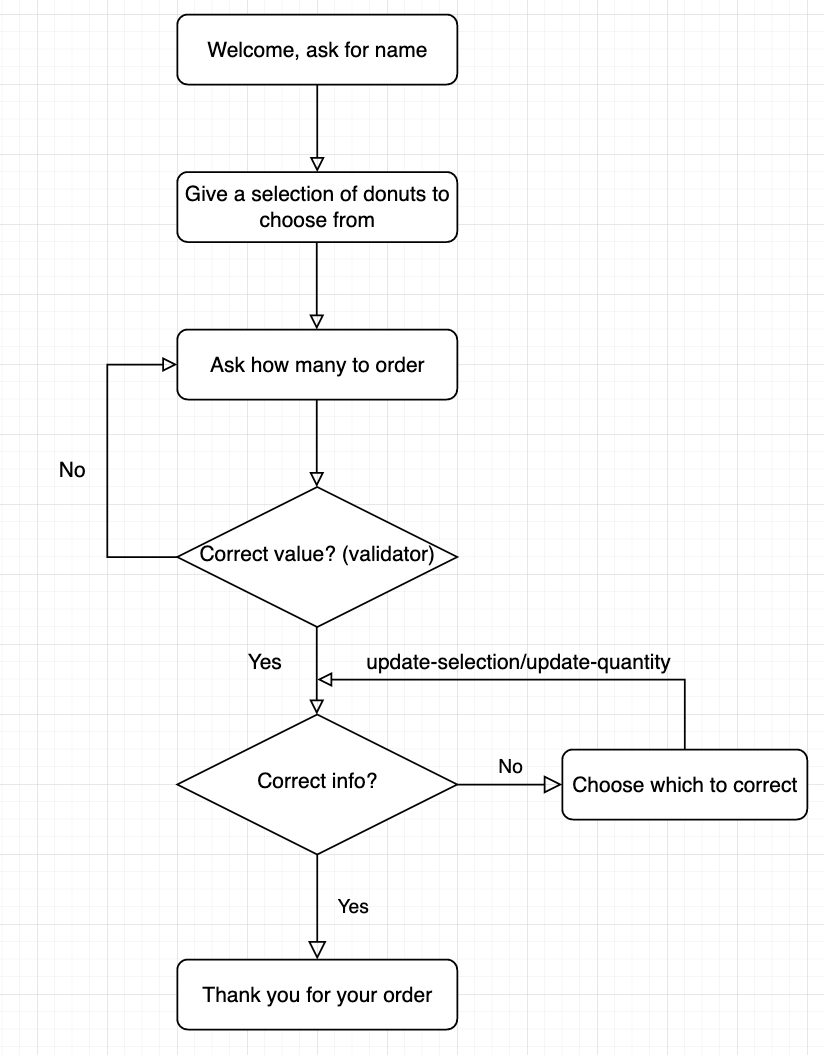 Welcome, ask for name
Give a selection of donuts to
choose from
Ask how many to order
No
Correct value? (validator)
Yes
update-selection/update-quantity
Correct info?
No
Choose which to correct
Yes
Thank you for your order